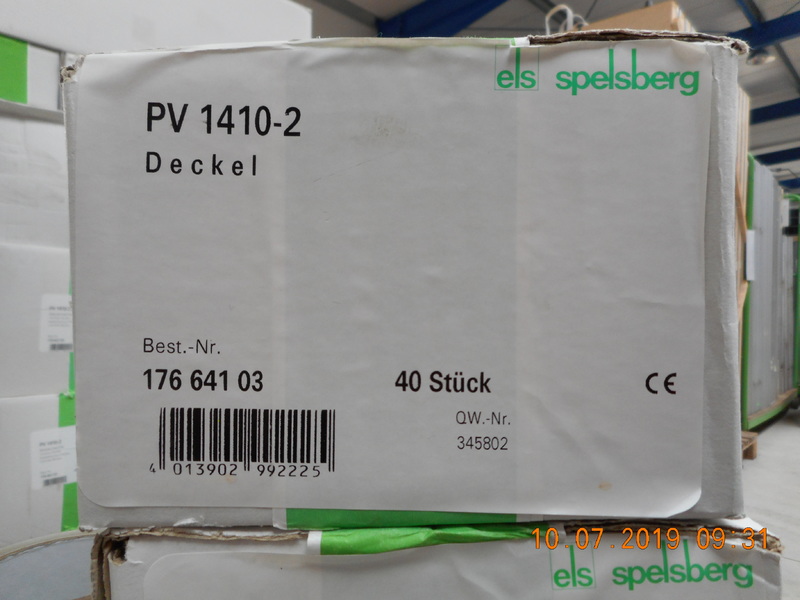 els spelsberg
PV 1410-2
Deckel
Best.-Nr.
176 641 03
40 Stück
CE
QW.-Nr.
345802
4 013902 992225
10.07.2019 09:31
els spelsberg